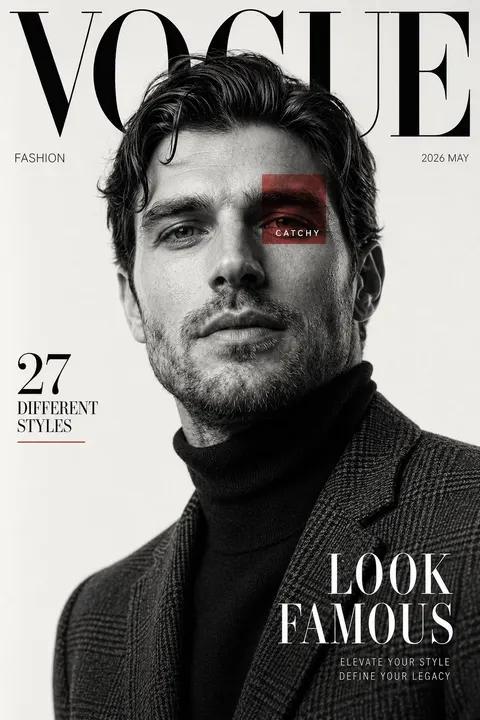 VOGUE
FASHION
2026 MAY
CATCHY
27
DIFFERENT
STYLES
LOOK
FAMOUS
ELEVATE YOUR STYLE
DEFINE YOUR LEGACY